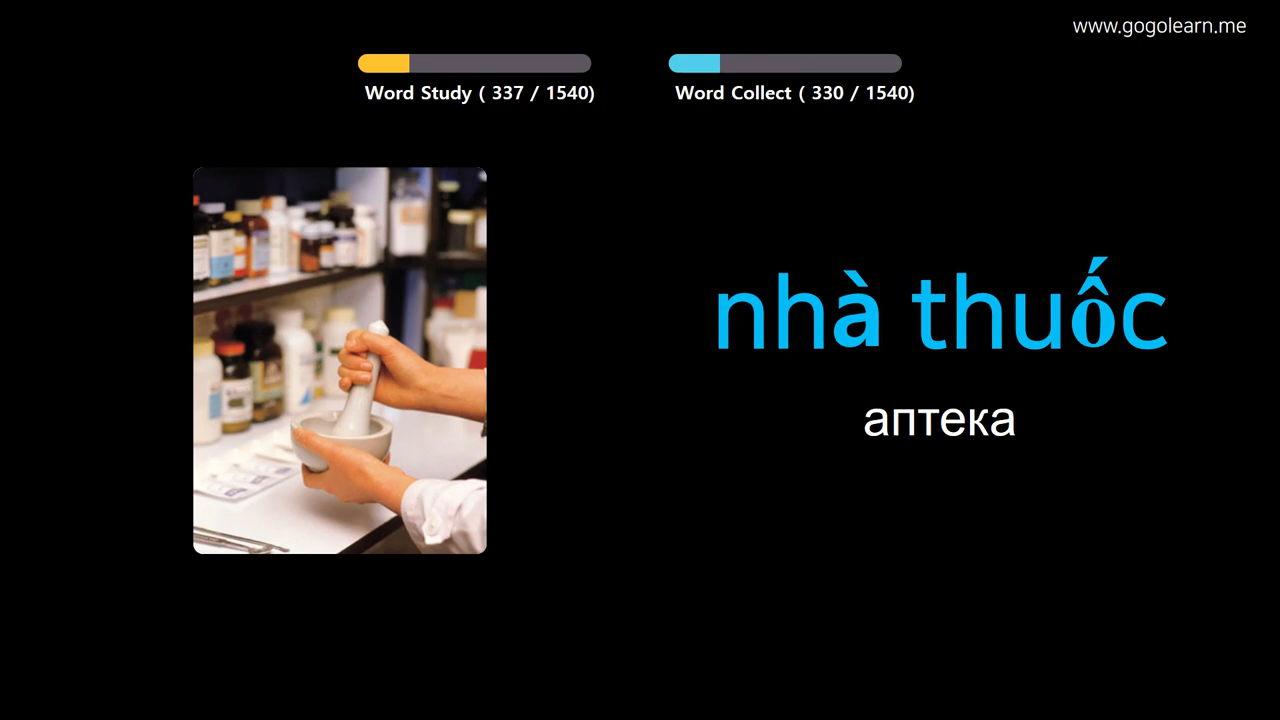 www.gogolearn.me
Word Study ( 337 / 1540)
Word Collect ( 330 / 1540)
nhà thuốc
аптека